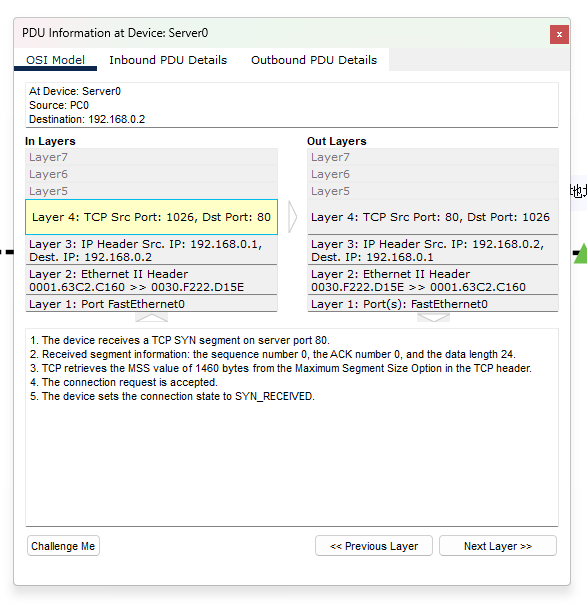 PDU Information at Device: Server0
x
OSI Model
Inbound PDU Details
Outbound PDU Details
At Device: Server0
Source: PC0
Destination: 192.168.0.2
In Layers
Layer7
Layer6
Layer5
Layer 4: TCP Src Port: 1026, Dst Port: 80
Layer 3: IP Header Src. IP: 192.168.0.1,
Dest. IP: 192.168.0.2
Layer 2: Ethernet II Header
0001.63C2.C160 >> 0030.F222.D15E
Layer 1: Port FastEthernet0
Out Layers
Layer7
Layer6
Layer5
Layer 4: TCP Src Port: 80, Dst Port: 1026
Layer 3: IP Header Src. IP: 192.168.0.2,
Dest. IP: 192.168.0.1
Layer 2: Ethernet II Header
0030.F222.D15E >> 0001.63C2.C160
Layer 1: Port(s): FastEthernet0
1. The device receives a TCP SYN segment on server port 80.
2. Received segment information: the sequence number 0, the ACK number 0, and the data length 24.
3. TCP retrieves the MSS value of 1460 bytes from the Maximum Segment Size Option in the TCP header.
4. The connection request is accepted.
5. The device sets the connection state to SYN_RECEIVED.
Challenge Me
<< Previous Layer
Next Layer >>